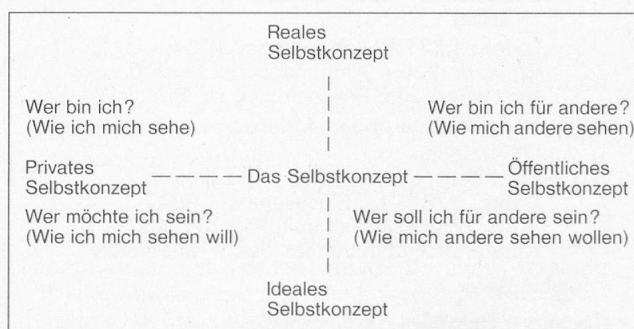 Reales
Selbstkonzept
Wer bin ich?
(Wie ich mich sehe)
Wer bin ich für andere?
(Wie mich andere sehen)
Privates
Selbstkonzept
Das Selbstkonzept
Öffentliches
Selbstkonzept
Wer möchte ich sein?
(Wie ich mich sehen will)
Wer soll ich für andere sein?
(Wie mich andere sehen wollen)
Ideales
Selbstkonzept